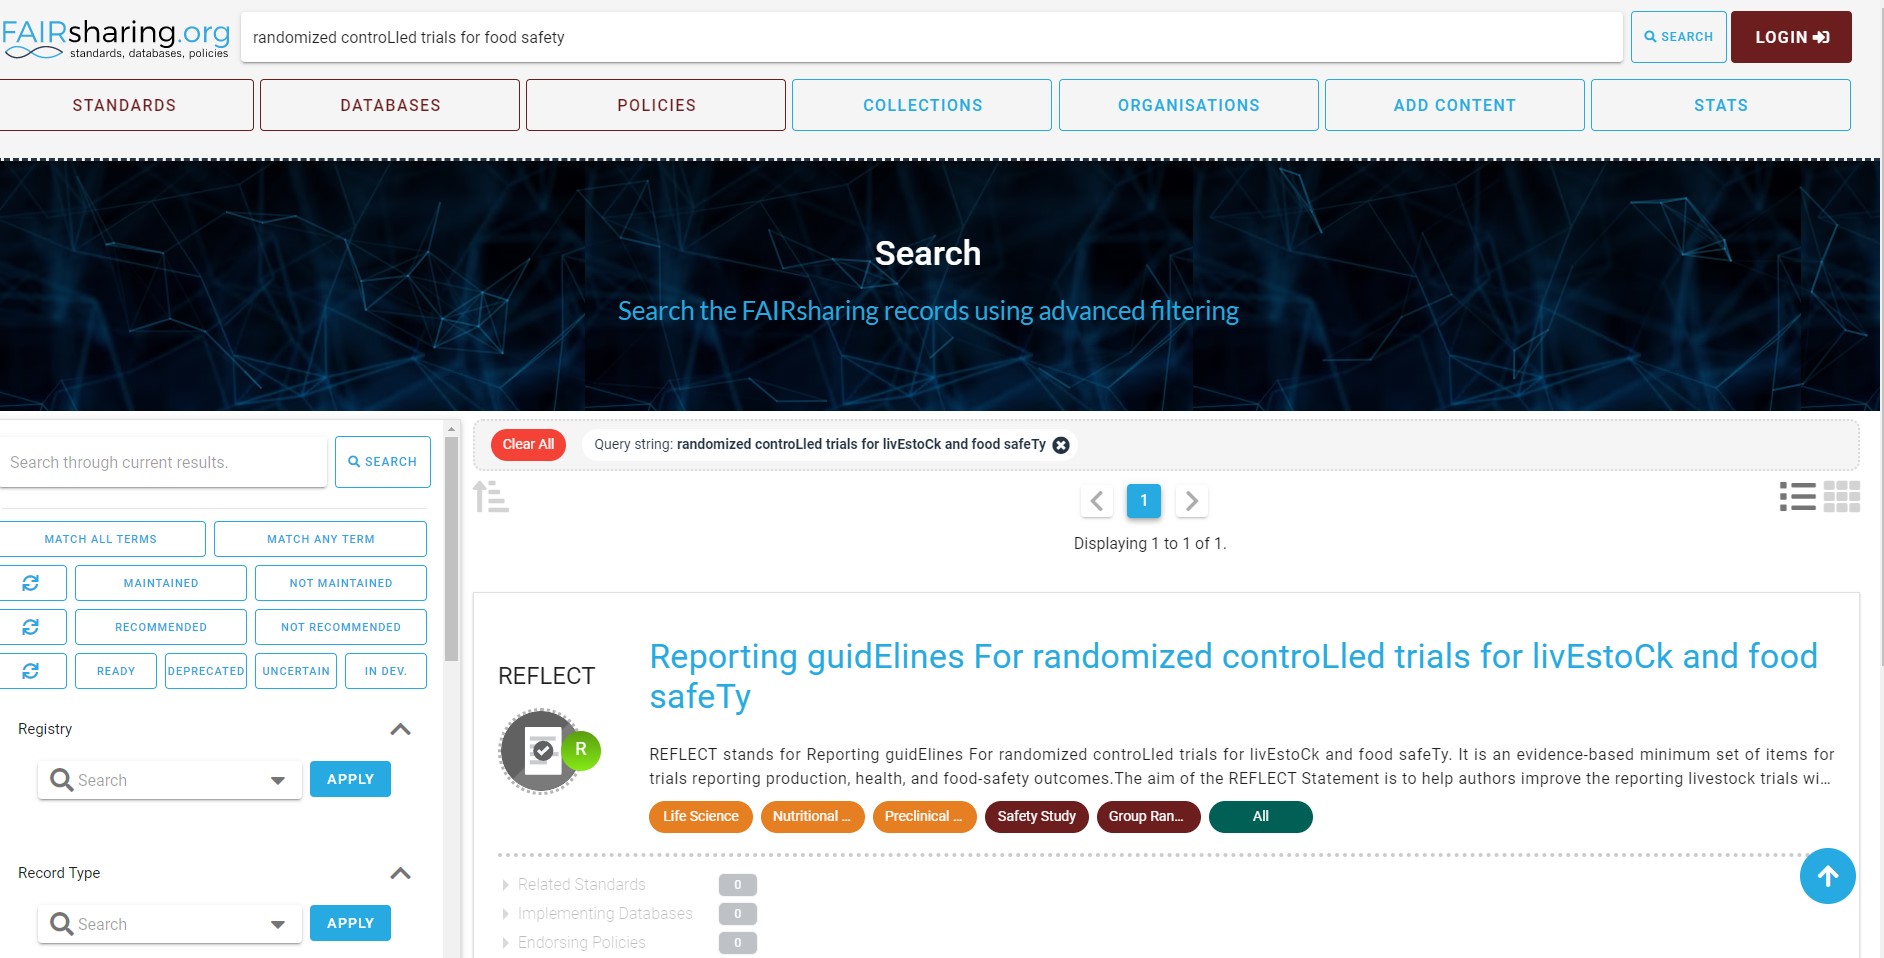 FAIRsharing.org
standards, databases, policies
randomized controLled trials for food safety
SEARCH
LOGIN
STANDARDS
DATABASES
POLICIES
COLLECTIONS
ORGANISATIONS
ADD CONTENT
STATS
Search
Search the FAIRsharing records using advanced filtering
Search through current results.
SEARCH
MATCH ALL TERMS
MATCH ANY TERM
MAINTAINED
NOT MAINTAINED
RECOMMENDED
NOT RECOMMENDED
READY
DEPRECATED
UNCERTAIN
IN DEV.
Registry
Search
APPLY
Record Type
Search
APPLY
Clear All
Query string: randomized controLled trials for livEstoCk and food safeTy
1
Displaying 1 to 1 of 1.
REFLECT
R
Reporting guidElines For randomized controLled trials for livEstoCk and food
safeTy
REFLECT stands for Reporting guidElines For randomized controLled trials for livEstoCk and food safeTy. It is an evidence-based minimum set of items for
trials reporting production, health, and food-safety outcomes.The aim of the REFLECT Statement is to help authors improve the reporting livestock trials wi...
Life Science
Nutritional ...
Preclinical ...
Safety Study
Group Ran...
All
Related Standards 0
Implementing Databases 0
Endorsing Policies 0